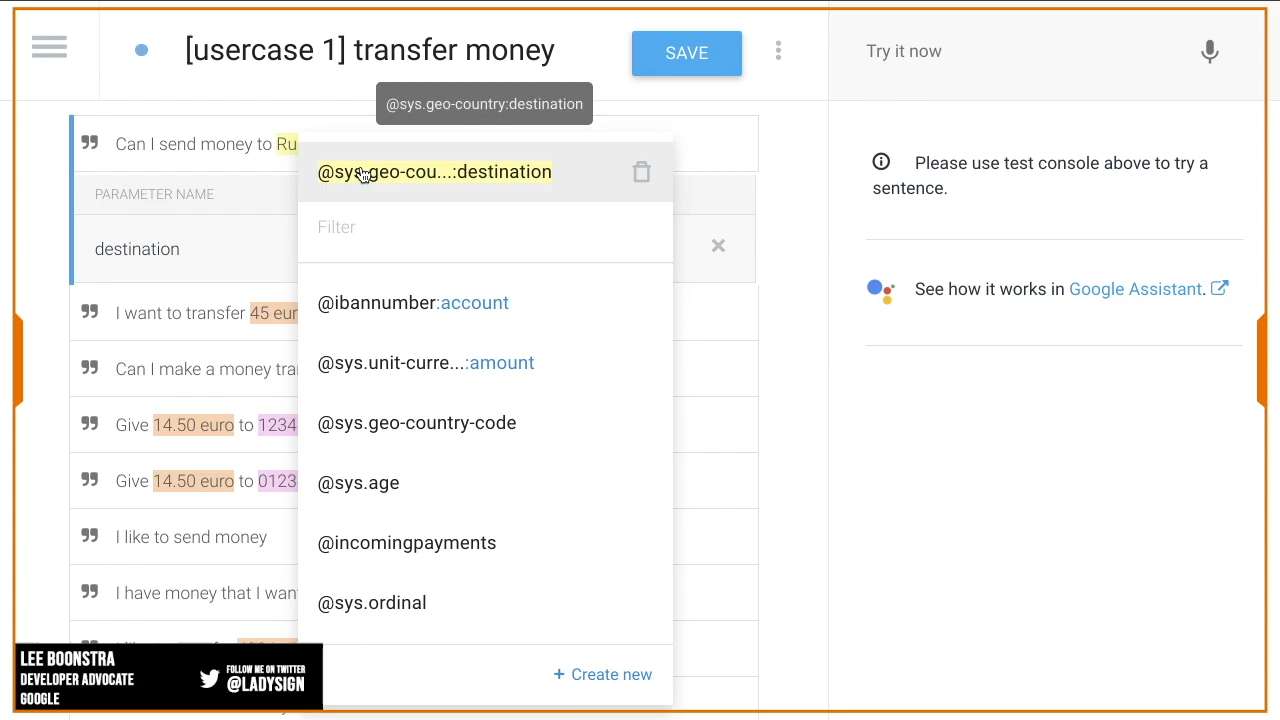 [usercase 1] transfer money
SAVE
Try it now
@sys.geo-country:destination
Can I send money to Ru
@sys.geo-cou...:destination
PARAMETER NAME
Filter
destination
@ibannumber:account
I want to transfer 45 eur
@sys.unit-curre...:amount
Can I make a money tra
Give 14.50 euro to 1234
@sys.geo-country-code
Give 14.50 euro to 0123
@sys.age
I like to send money
@incomingpayments
I have money that I wan
@sys.ordinal
+ Create new
Please use test console above to try a
sentence.
See how it works in Google Assistant.
LEE BOONSTRA
DEVELOPER ADVOCATE
GOOGLE
FOLLOW ME ON TWITTER
@LADYSIGN